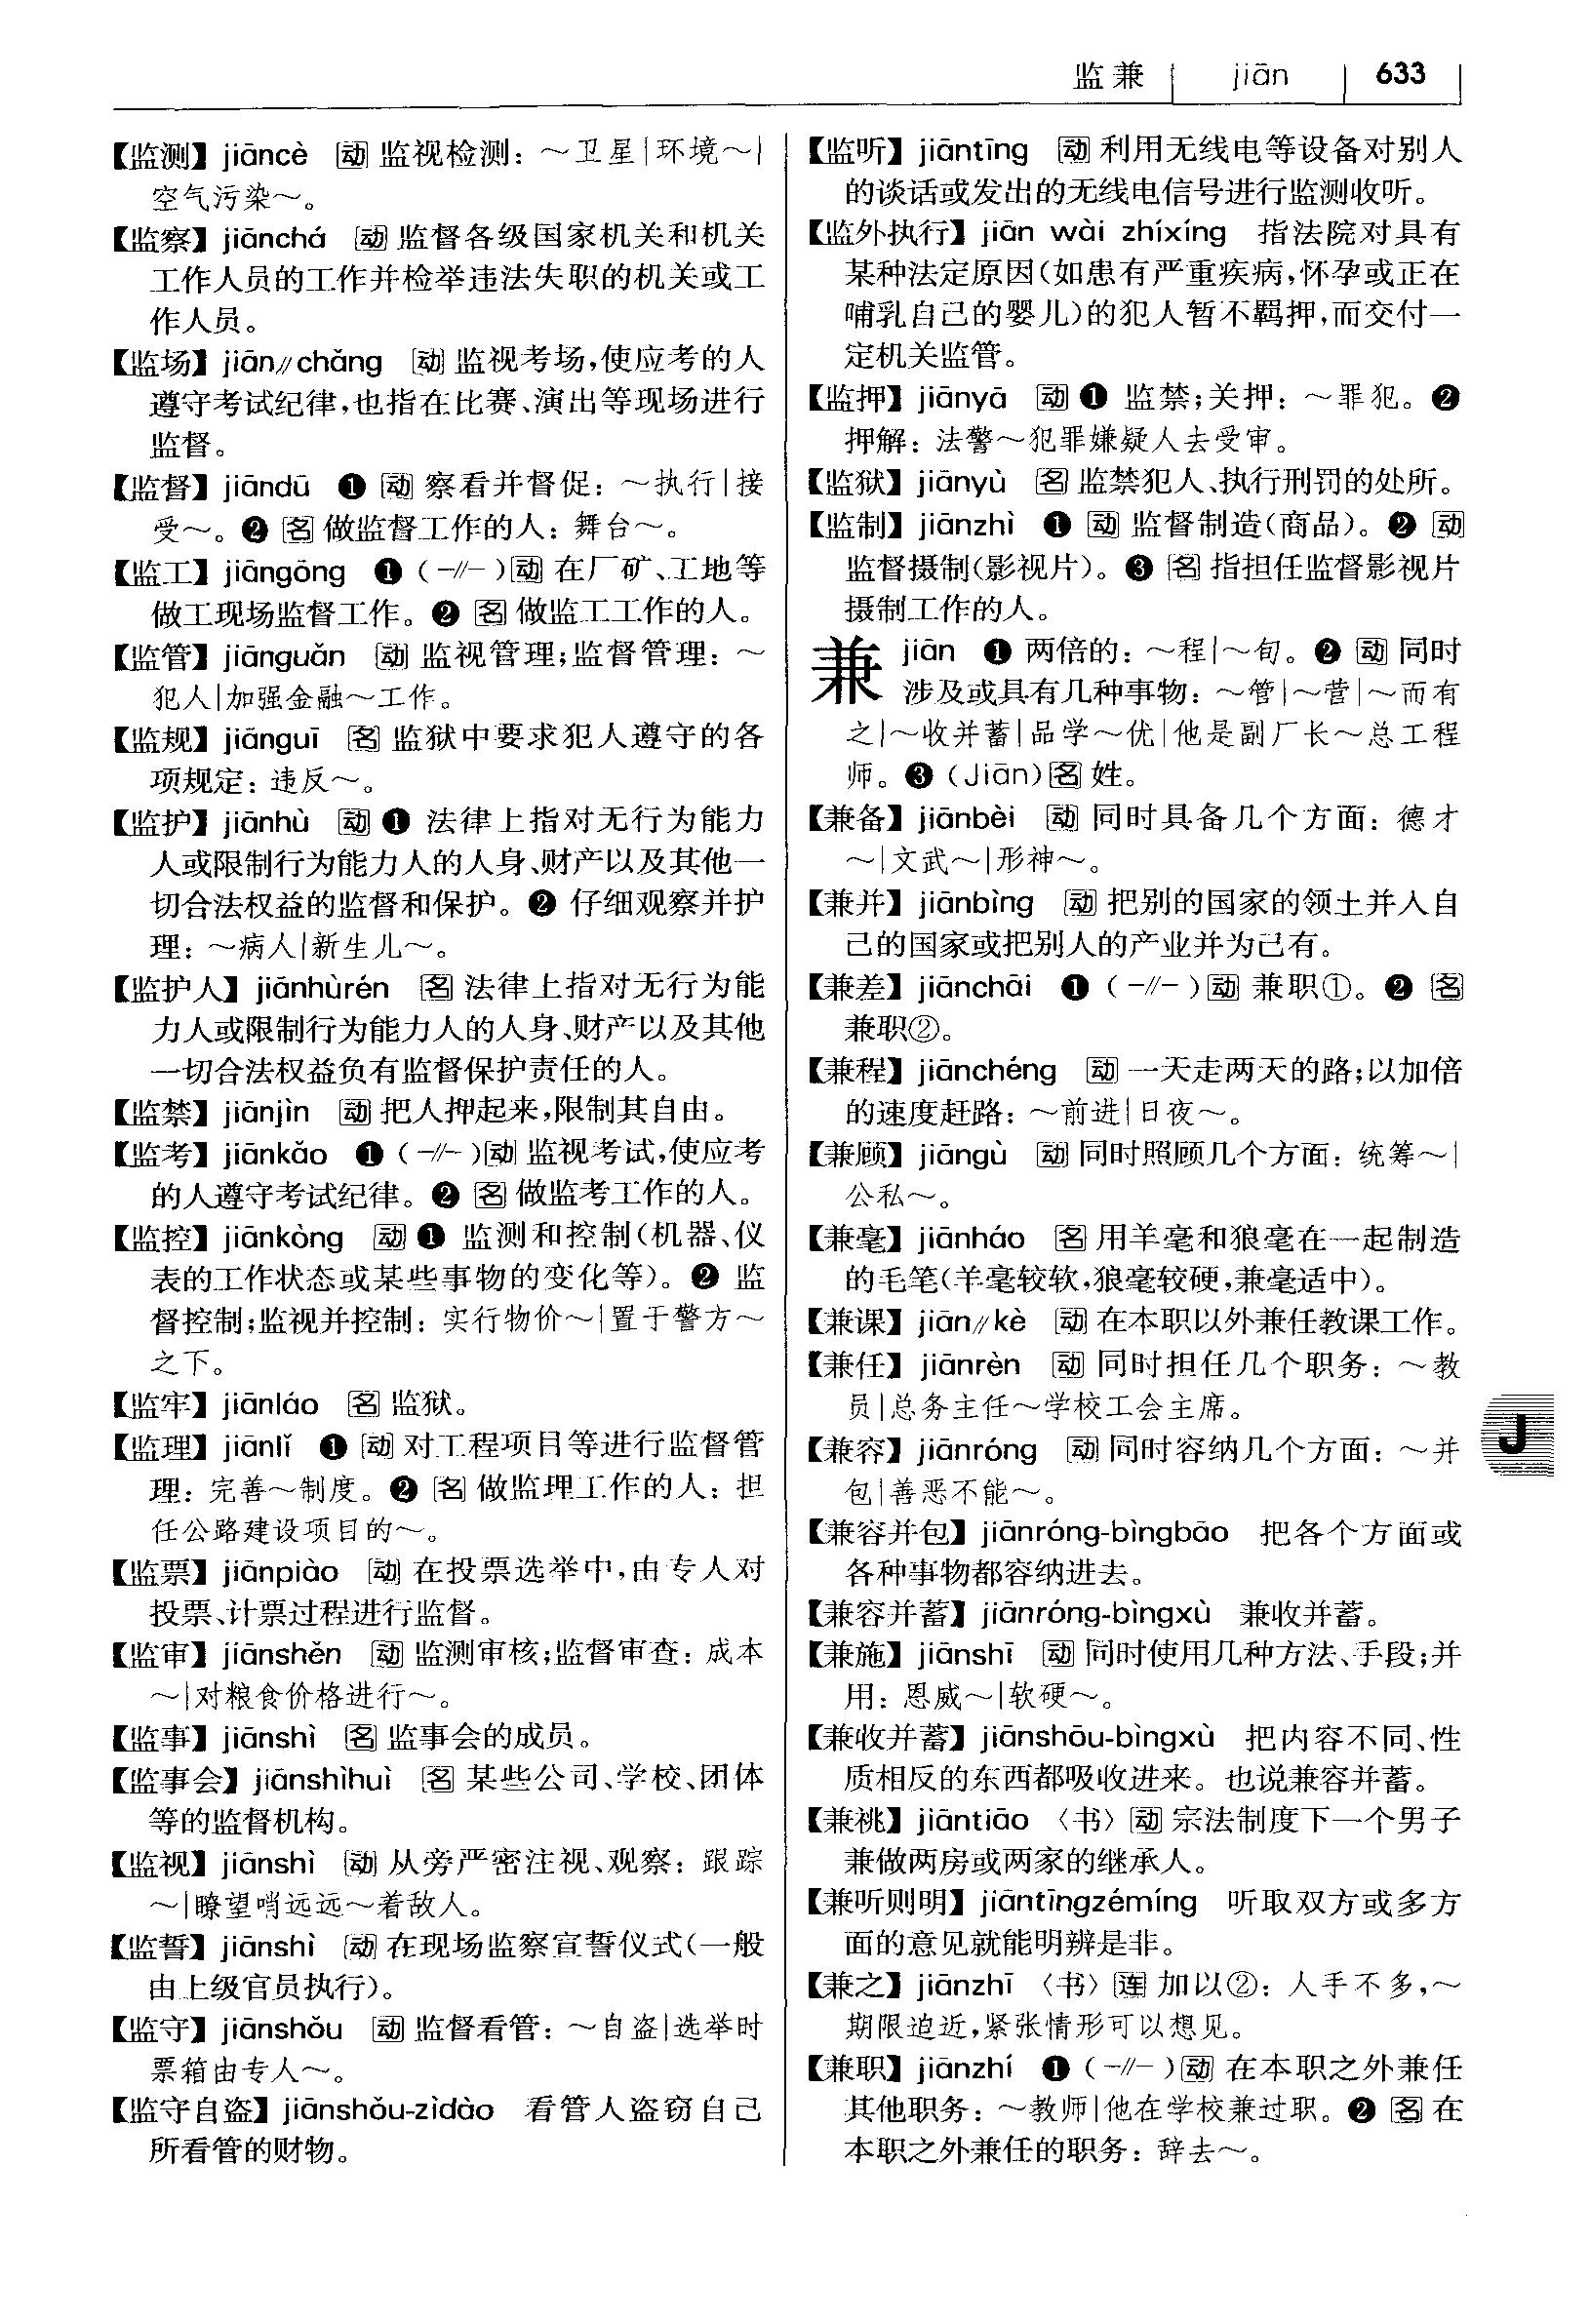 监兼 jiān 633
【监测】jiāncè 动 监视检测：～卫星|环境～|
空气污染～。
【监察】jiānchá 动 监督各级国家机关和机关
工作人员的工作并检举违法失职的机关或工
作人员。
【监场】jiān∥chǎng 动 监视考场，使应考的人
遵守考试纪律，也指在比赛、演出等现场进行
监督。
【监督】jiāndū ❶ 动 察看并督促：～执行|接
受～。❷ 名 做监督工作的人：舞台～。
【监工】jiāngōng ❶（-∥-）动 在厂矿、工地等
做工现场监督工作。❷ 名 做监工工作的人。
【监管】jiānguǎn 动 监视管理；监督管理：～
犯人|加强金融～工作。
【监规】jiānguī 名 监狱中要求犯人遵守的各
项规定：违反～。
【监护】jiānhù 动 ❶ 法律上指对无行为能力
人或限制行为能力人的人身、财产以及其他一
切合法权益的监督和保护。❷ 仔细观察并护
理：～病人|新生儿～。
【监护人】jiānhùrén 名 法律上指对无行为能
力人或限制行为能力人的人身、财产以及其他
一切合法权益负有监督保护责任的人。
【监禁】jiānjìn 动 把人押起来，限制其自由。
【监考】jiānkǎo ❶（-∥-）动 监视考试，使应考
的人遵守考试纪律。❷ 名 做监考工作的人。
【监控】jiānkòng 动 ❶ 监测和控制（机器、仪
表的工作状态或某些事物的变化等）。❷ 监
督控制；监视并控制：实行物价～|置于警方～
之下。
【监牢】jiānláo 名 监狱。
【监理】jiānlǐ ❶ 动 对工程项目等进行监督管
理：完善～制度。❷ 名 做监理工作的人：担
任公路建设项目的～。
【监票】jiānpiào 动 在投票选举中，由专人对
投票、计票过程进行监督。
【监审】jiānshěn 动 监测审核；监督审查：成本
～|对粮食价格进行～。
【监事】jiānshì 名 监事会的成员。
【监事会】jiānshìhuì 名 某些公司、学校、团体
等的监督机构。
【监视】jiānshì 动 从旁严密注视、观察：跟踪
～|瞭望哨远远～着敌人。
【监誓】jiānshì 动 在现场监察宣誓仪式（一般
由上级官员执行）。
【监守】jiānshǒu 动 监督看管：～自盗|选举时
票箱由专人～。
【监守自盗】jiānshǒu-zìdào 看管人盗窃自己
所看管的财物。
【监听】jiāntīng 动 利用无线电等设备对别人
的谈话或发出的无线电信号进行监测收听。
【监外执行】jiān wài zhíxíng 指法院对具有
某种法定原因（如患有严重疾病，怀孕或正在
哺乳自己的婴儿）的犯人暂不羁押，而交付一
定机关监管。
【监押】jiānyā 动 ❶ 监禁；关押：～罪犯。❷
押解：法警～犯罪嫌疑人去受审。
【监狱】jiānyù 名 监禁犯人、执行刑罚的处所。
【监制】jiānzhì ❶ 动 监督制造（商品）。❷ 动
监督摄制（影视片）。❸ 名 指担任监督影视片
摄制工作的人。
兼 jiān ❶ 两倍的：～程|～旬。❷ 动 同时
涉及或具有几种事物：～管|～营|～而有
之|～收并蓄|品学～优|他是副厂长～总工程
师。❸（Jiān）名 姓。
【兼备】jiānbèi 动 同时具备几个方面：德才
～|文武～|形神～。
【兼并】jiānbìng 动 把别的国家的领土并入自
己的国家或把别人的产业并为己有。
【兼差】jiānchāi ❶（-∥-）动 兼职①。❷ 名
兼职②。
【兼程】jiānchéng 动 一天走两天的路；以加倍
的速度赶路：～前进|日夜～。
【兼顾】jiāngù 动 同时照顾几个方面：统筹～|
公私～。
【兼毫】jiānháo 名 用羊毫和狼毫在一起制造
的毛笔（羊毫较软，狼毫较硬，兼毫适中）。
【兼课】jiān∥kè 动 在本职以外兼任教课工作。
【兼任】jiānrèn 动 同时担任几个职务：～教
员|总务主任～学校工会主席。
【兼容】jiānróng 动 同时容纳几个方面：～并
包|善恶不能～。
【兼容并包】jiānróng-bìngbāo 把各个方面或
各种事物都容纳进去。
【兼容并蓄】jiānróng-bìngxù 兼收并蓄。
【兼施】jiānshī 动 同时使用几种方法、手段；并
用：恩威～|软硬～。
【兼收并蓄】jiānshōu-bìngxù 把内容不同、性
质相反的东西都吸收进来。也说兼容并蓄。
【兼祧】jiāntiāo〈书〉动 宗法制度下一个男子
兼做两房或两家的继承人。
【兼听则明】jiāntīngzémíng 听取双方或多方
面的意见就能明辨是非。
【兼之】jiānzhī〈书〉连 加以②：人手不多，～
期限迫近，紧张情形可以想见。
【兼职】jiānzhí ❶（-∥-）动 在本职之外兼任
其他职务：～教师|他在学校兼过职。❷ 名 在
本职之外兼任的职务：辞去～。
J